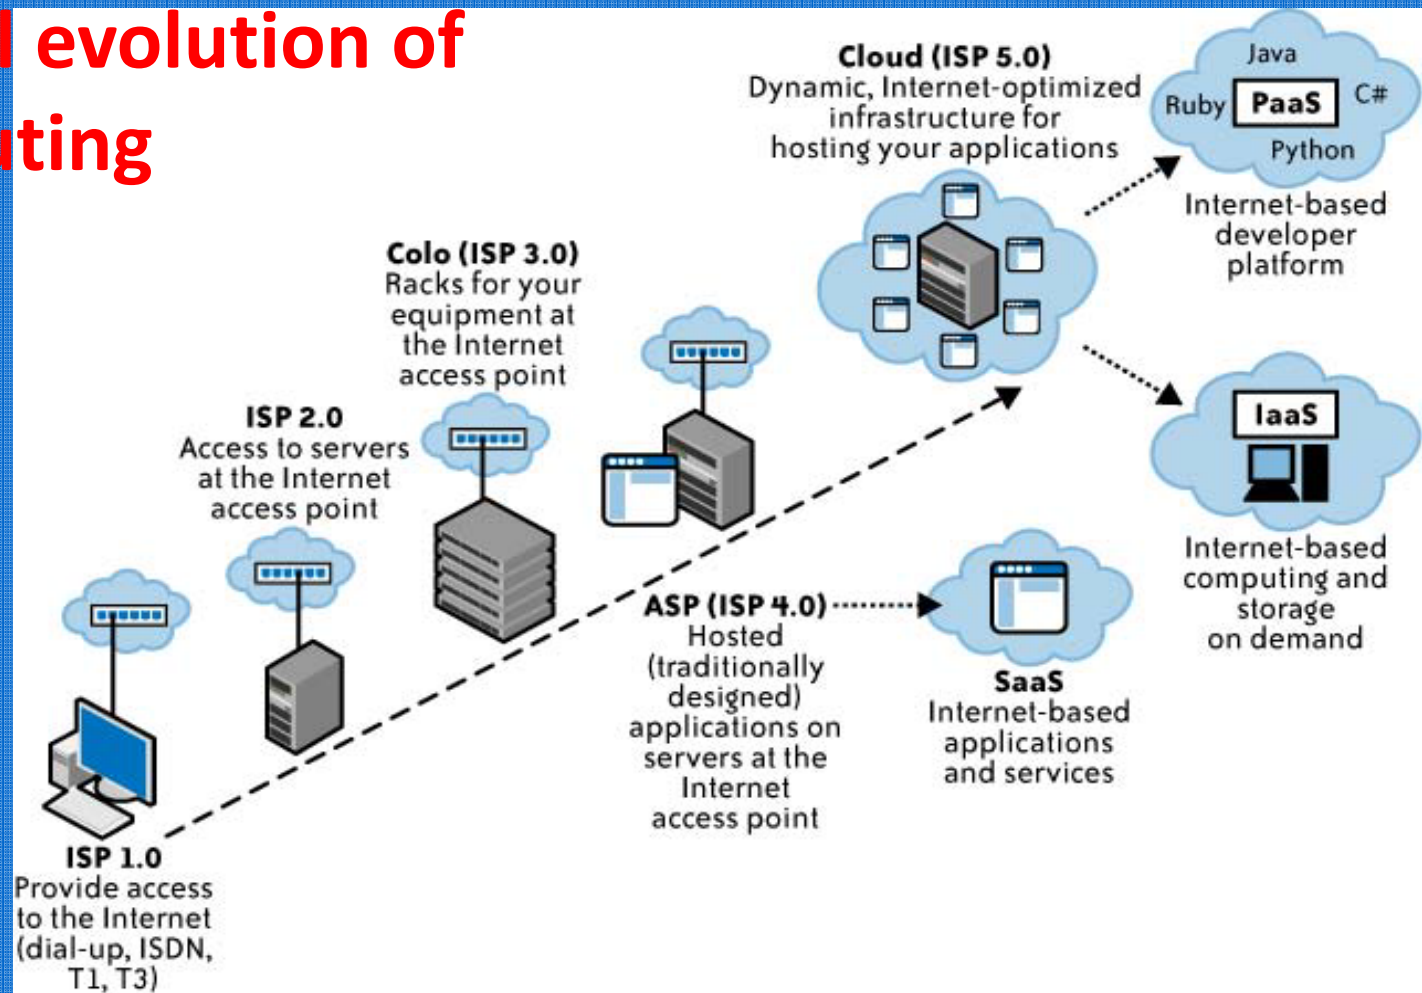 evolution of
Cloud (ISP 5.0)
Dynamic, Internet-optimized
infrastructure for
hosting your applications
Java
Ruby
PaaS
C#
Python
Internet-based
developer
platform
Colo (ISP 3.0)
Racks for your
equipment at
the Internet
access point
ISP 2.0
Access to servers
at the Internet
access point
IaaS
Internet-based
computing and
storage
on demand
ASP (ISP 4.0)
Hosted
(traditionally
designed)
applications on
servers at the
Internet
access point
SaaS
Internet-based
applications
and services
ISP 1.0
Provide access
to the Internet
(dial-up, ISDN,
T1, T3)